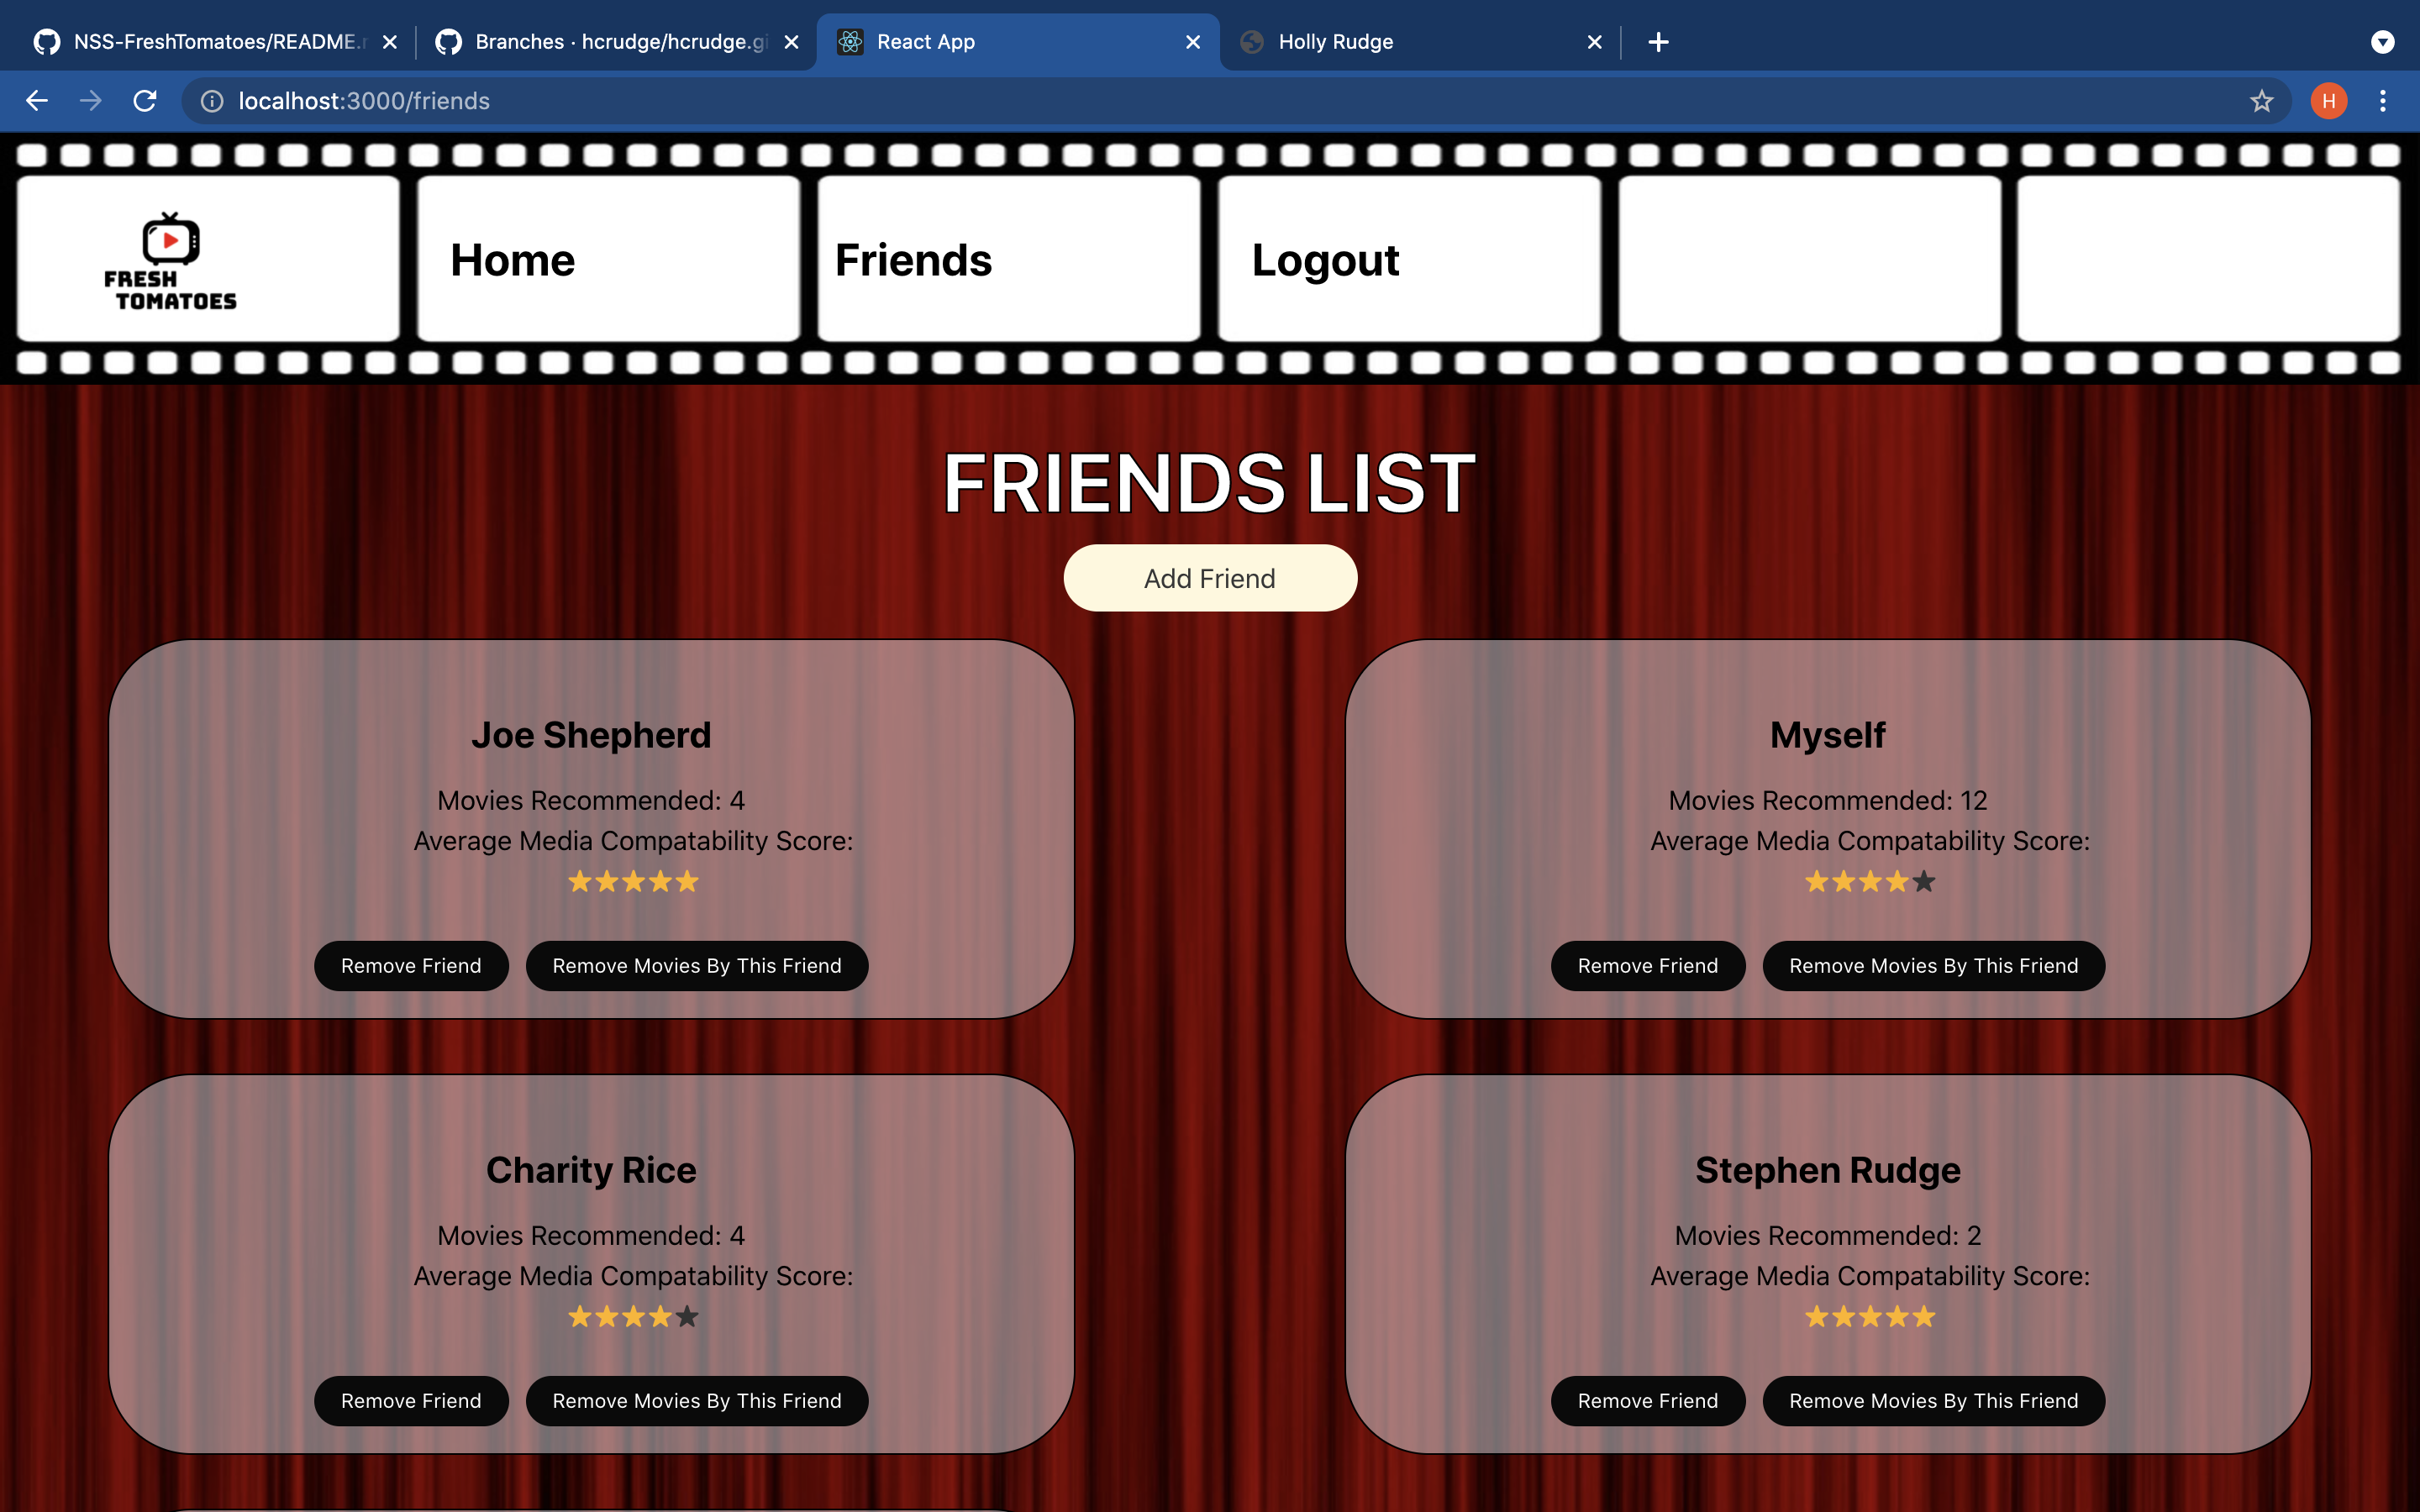 NSS-FreshTomatoes/README.r
Branches · hcrudge/hcrudge.gi
React App
Holly Rudge
localhost:3000/friends
H
FRESH
TOMATOES
Home
Friends
Logout
FRIENDS LIST
Add Friend
Joe Shepherd
Movies Recommended: 4
Average Media Compatability Score:
Remove Friend
Remove Movies By This Friend
Myself
Movies Recommended: 12
Average Media Compatability Score:
Remove Friend
Remove Movies By This Friend
Charity Rice
Movies Recommended: 4
Average Media Compatability Score:
Remove Friend
Remove Movies By This Friend
Stephen Rudge
Movies Recommended: 2
Average Media Compatability Score:
Remove Friend
Remove Movies By This Friend